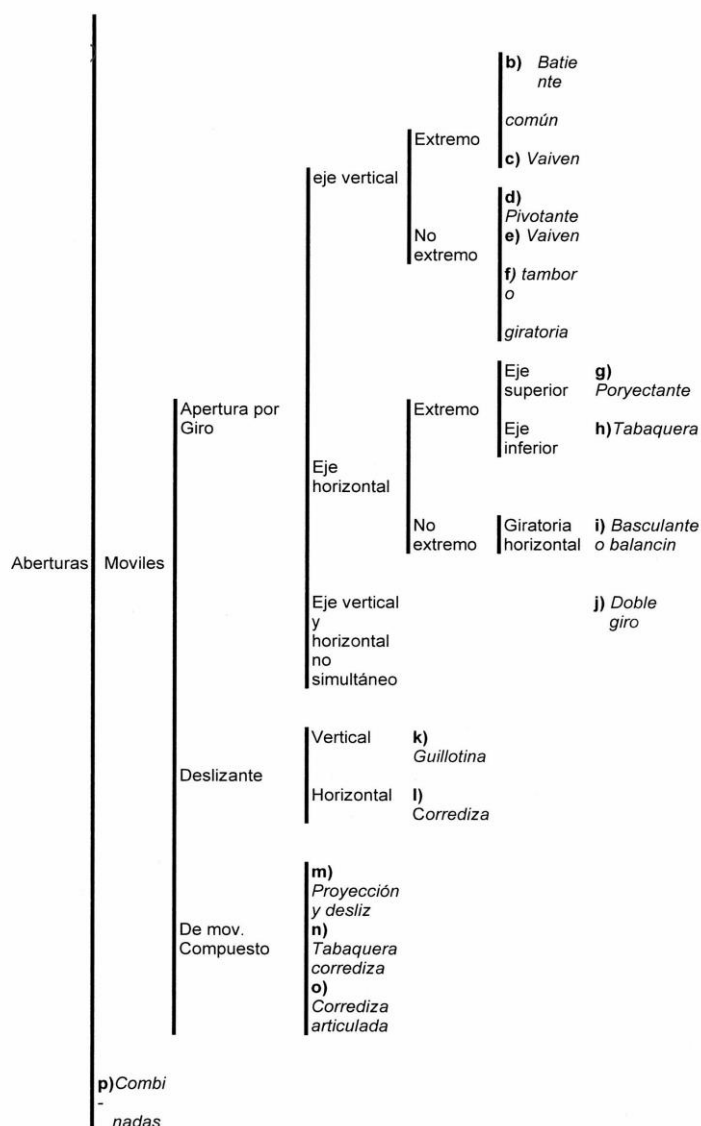 b) Batie
nte
común
Extremo
c) Vaiven
eje vertical
d)
Pivotante
No
extremo
e) Vaiven
f) tambor
o
giratoria
Eje
superior
g)
Poryectante
Apertura por
Giro
Extremo
Eje
inferior
h)Tabaquera
Eje
horizontal
No
extremo
Giratoria
horizontal
i) Basculante
o balancin
Aberturas
Moviles
Eje vertical
y
horizontal
no
simultáneo
j) Doble
giro
Vertical
k)
Guillotina
Deslizante
Horizontal
l)
Corrediza
m)
Proyección
y desliz
De mov.
Compuesto
n)
Tabaquera
corrediza
o)
Corrediza
articulada
p)Combi
-
nadas